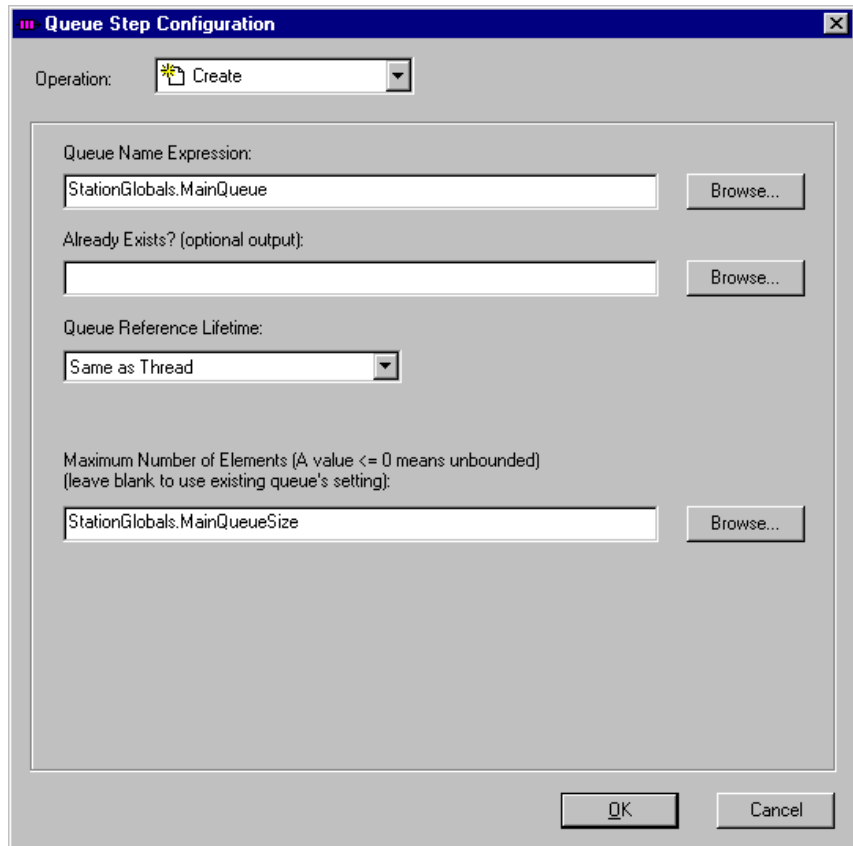 Queue Step Configuration
Operation: Create
Queue Name Expression:
StationGlobals.MainQueue Browse...
Already Exists? (optional output):
Browse...
Queue Reference Lifetime:
Same as Thread
Maximum Number of Elements (A value <= 0 means unbounded)
(leave blank to use existing queue's setting):
StationGlobals.MainQueueSize Browse...
OK Cancel